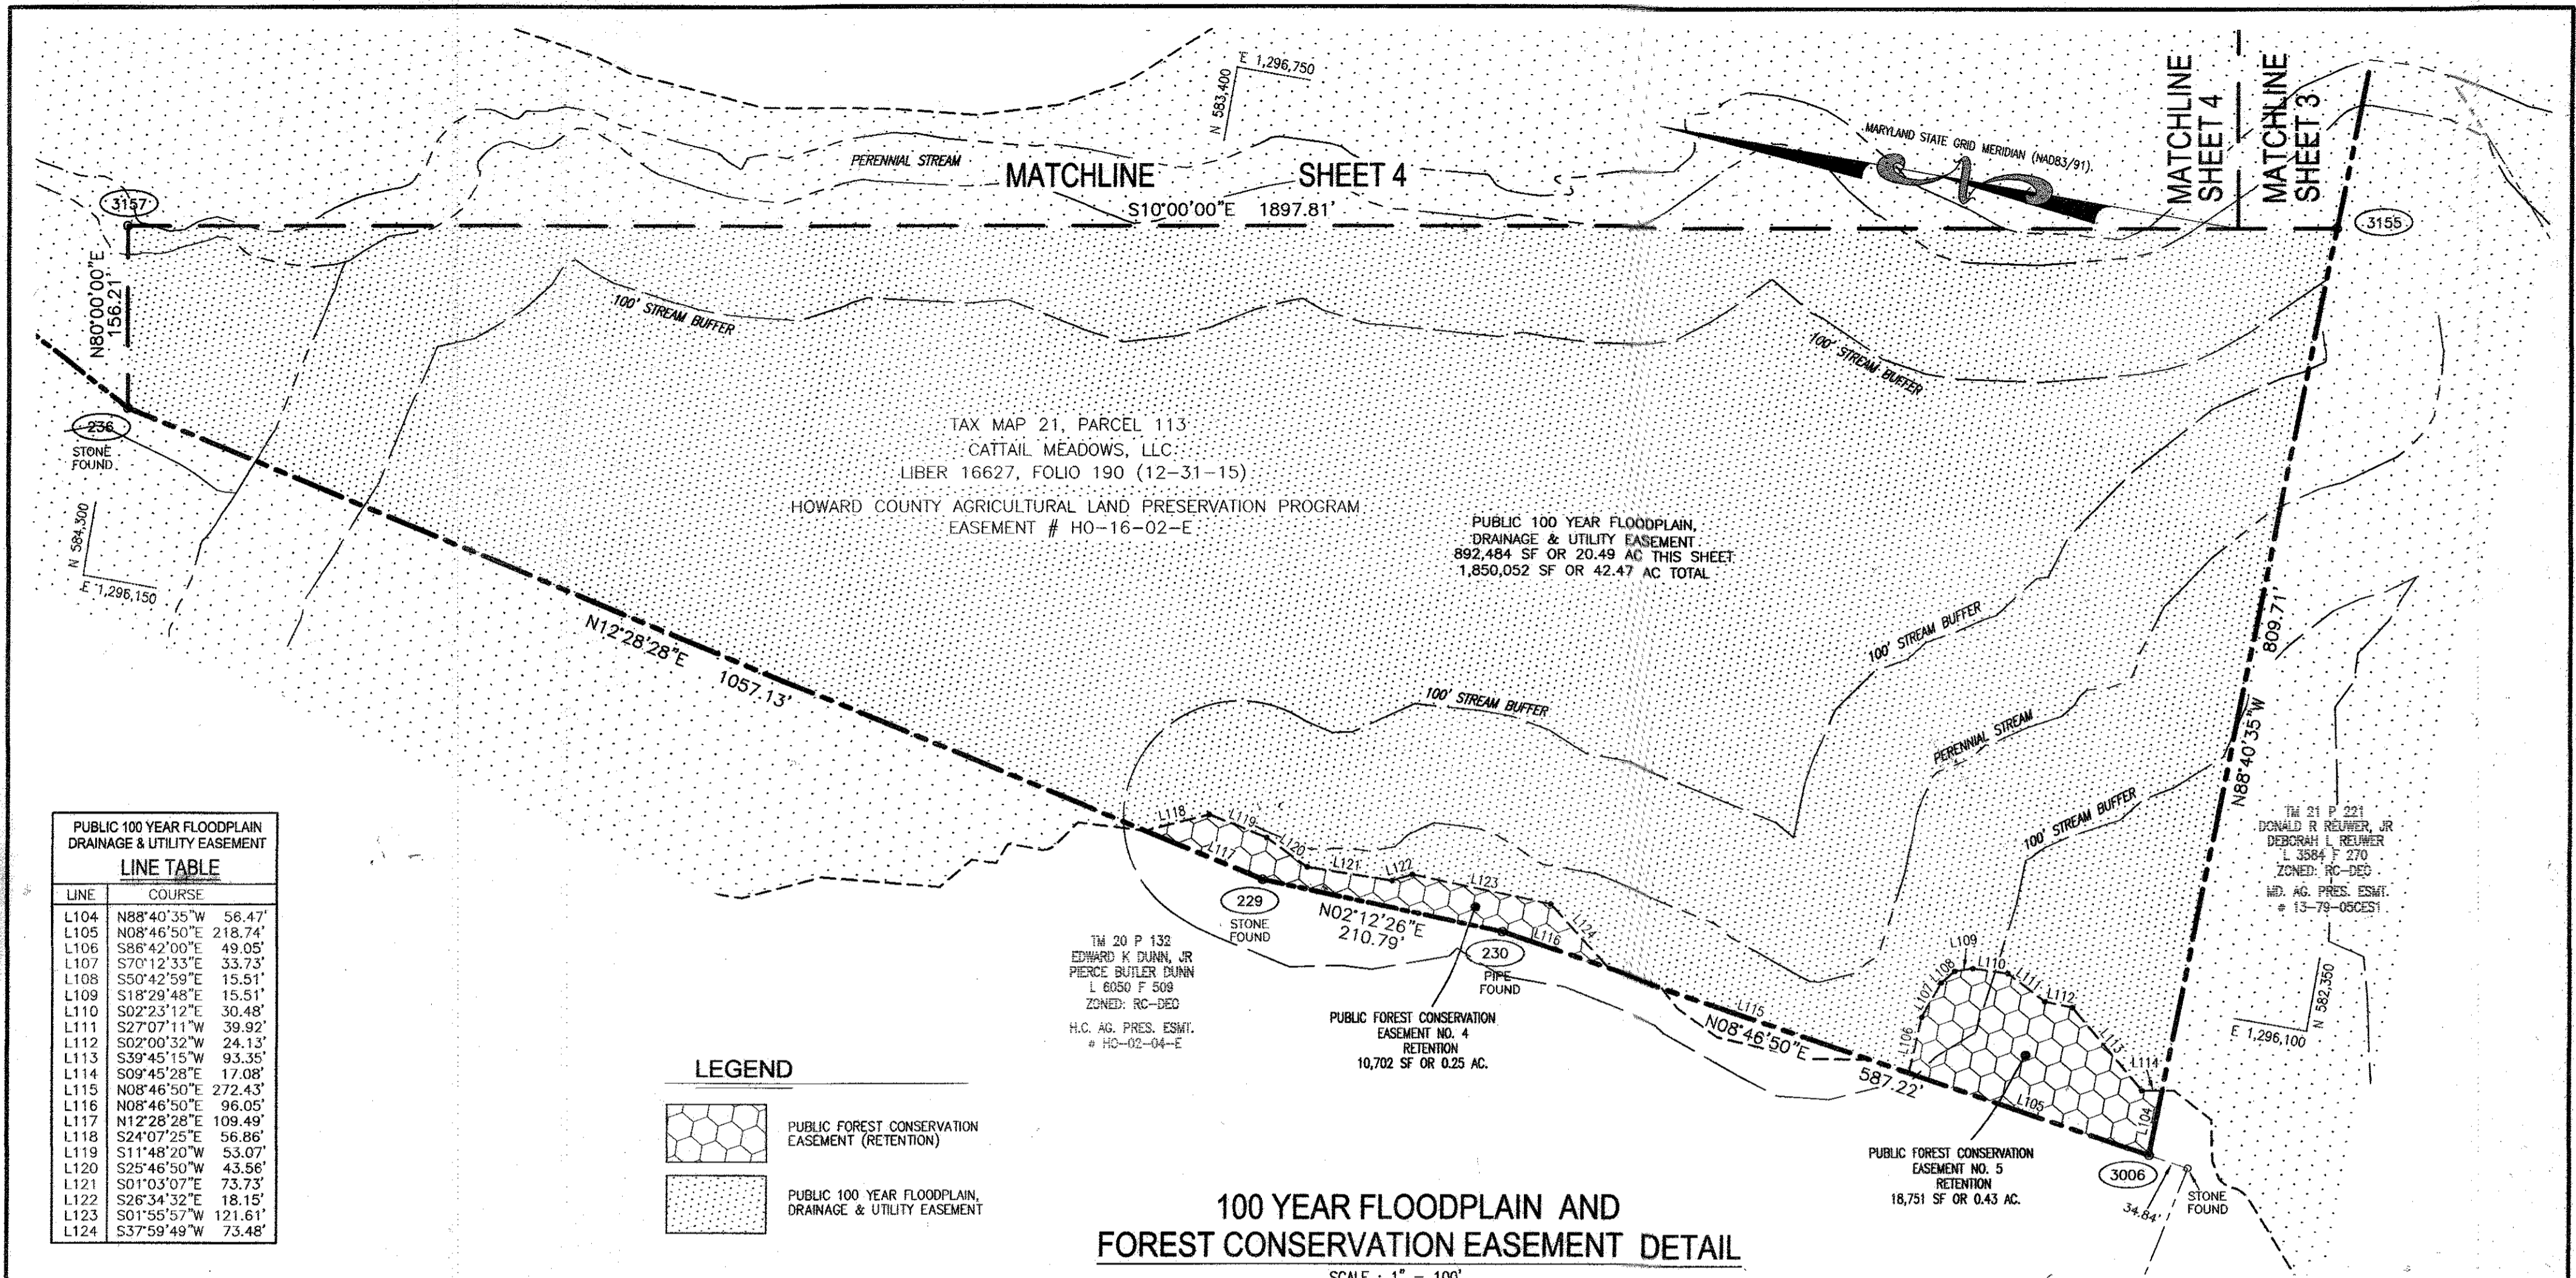 E 1,296,750
N 583,400
PERENNIAL STREAM
MATCHLINE SHEET 4
S10°00'00"E 1897.81'
MARYLAND STATE GRID MERIDIAN (NAD83/91)
MATCHLINE
SHEET 4
MATCHLINE
SHEET 3
3157
3155
N80°00'00"E
156.21'
100' STREAM BUFFER
100' STREAM BUFFER
236
STONE
FOUND
N 584,300
E 1,296,150
TAX MAP 21, PARCEL 113
CATTAIL MEADOWS, LLC
LIBER 16627, FOLIO 190 (12-31-15)
HOWARD COUNTY AGRICULTURAL LAND PRESERVATION PROGRAM
EASEMENT # HO-16-02-E
PUBLIC 100 YEAR FLOODPLAIN,
DRAINAGE & UTILITY EASEMENT
892,484 SF OR 20.49 AC THIS SHEET
1,850,052 SF OR 42.47 AC TOTAL
N12°28'28"E
1057.13'
100' STREAM BUFFER
100' STREAM BUFFER
PERENNIAL STREAM
100' STREAM BUFFER
809.71'
N88°40'35"W
TM 21 P 221
DONALD R REUWER, JR
DEBORAH L REUWER
L 3584 F 270
ZONED: RC-DEO
MD. AG. PRES. ESMT.
# 13-79-05CES1
L118
L119
L120
L117
L121
L122
L123
L124
L116
229
STONE
FOUND
N02°12'26"E
210.79'
230
PIPE
FOUND
TM 20 P 132
EDWARD K DUNN, JR
PIERCE BUTLER DUNN
L 6050 F 509
ZONED: RC-DEO
H.C. AG. PRES. ESMT.
# HO-02-04-E
PUBLIC FOREST CONSERVATION
EASEMENT NO. 4
RETENTION
10,702 SF OR 0.25 AC.
L115
N08°46'50"E
587.22'
L109
L110
L108
L111
L107
L112
L106
L113
L114
L105
L104
N 582,350
E 1,296,100
PUBLIC FOREST CONSERVATION
EASEMENT NO. 5
RETENTION
18,751 SF OR 0.43 AC.
3006
34.84'
STONE
FOUND
PUBLIC 100 YEAR FLOODPLAIN
DRAINAGE & UTILITY EASEMENT
LINE TABLE
LINE COURSE
L104 N88°40'35"W 56.47'
L105 N08°46'50"E 218.74'
L106 S86°42'00"E 49.05'
L107 S70°12'33"E 33.73'
L108 S50°42'59"E 15.51'
L109 S18°29'48"E 15.51'
L110 S02°23'12"E 30.48'
L111 S27°07'11"W 39.92'
L112 S02°00'32"W 24.13'
L113 S39°45'15"W 93.35'
L114 S09°45'28"E 17.08'
L115 N08°46'50"E 272.43'
L116 N08°46'50"E 96.05'
L117 N12°28'28"E 109.49'
L118 S24°07'25"E 56.86'
L119 S11°48'20"W 53.07'
L120 S25°46'50"W 43.56'
L121 S01°03'07"E 73.73'
L122 S26°34'32"E 18.15'
L123 S01°55'57"W 121.61'
L124 S37°59'49"W 73.48'
LEGEND
PUBLIC FOREST CONSERVATION
EASEMENT (RETENTION)
PUBLIC 100 YEAR FLOODPLAIN,
DRAINAGE & UTILITY EASEMENT
100 YEAR FLOODPLAIN AND
FOREST CONSERVATION EASEMENT DETAIL
SCALE : 1" = 100'